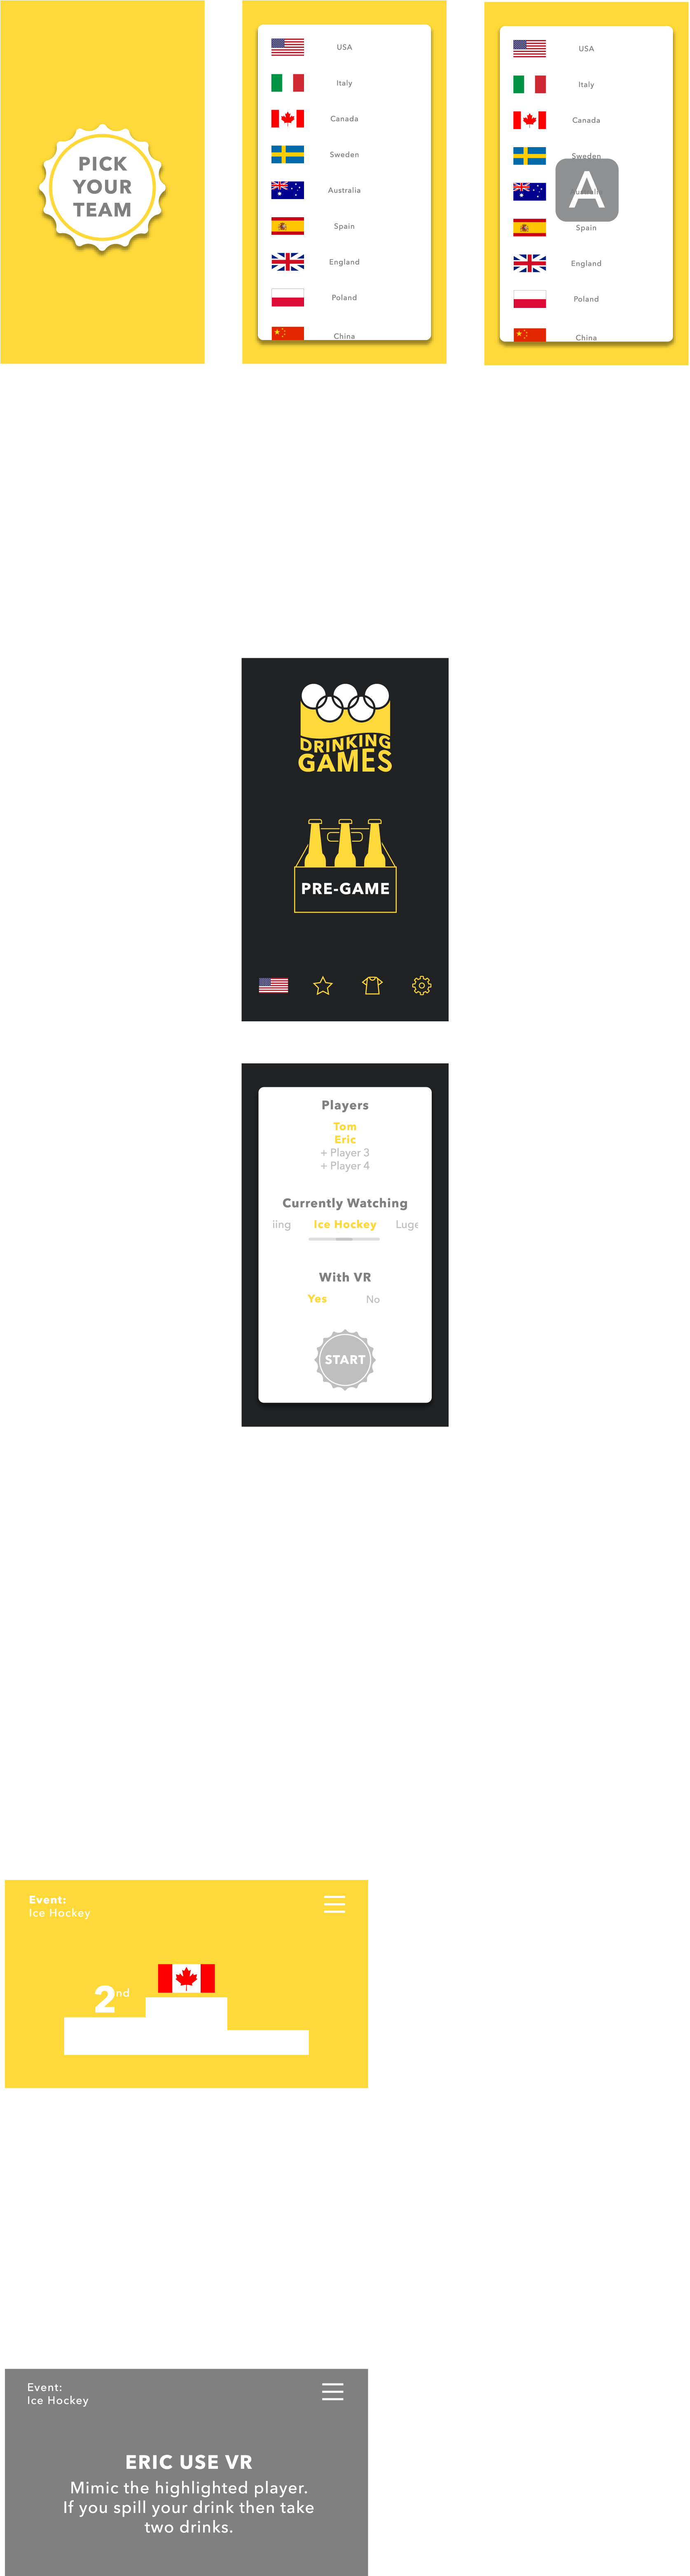 PICK
YOUR
TEAM
USA
Italy
Canada
Sweden
Australia
Spain
England
Poland
China
USA
Italy
Canada
Sweden
Australia
A
Spain
England
Poland
China
DRINKING
GAMES
PRE-GAME
Players
Tom
Eric
+ Player 3
+ Player 4
Currently Watching
iing Ice Hockey Luge
With VR
Yes No
START
Event:
Ice Hockey
2nd
Event:
Ice Hockey
ERIC USE VR
Mimic the highlighted player.
If you spill your drink then take
two drinks.